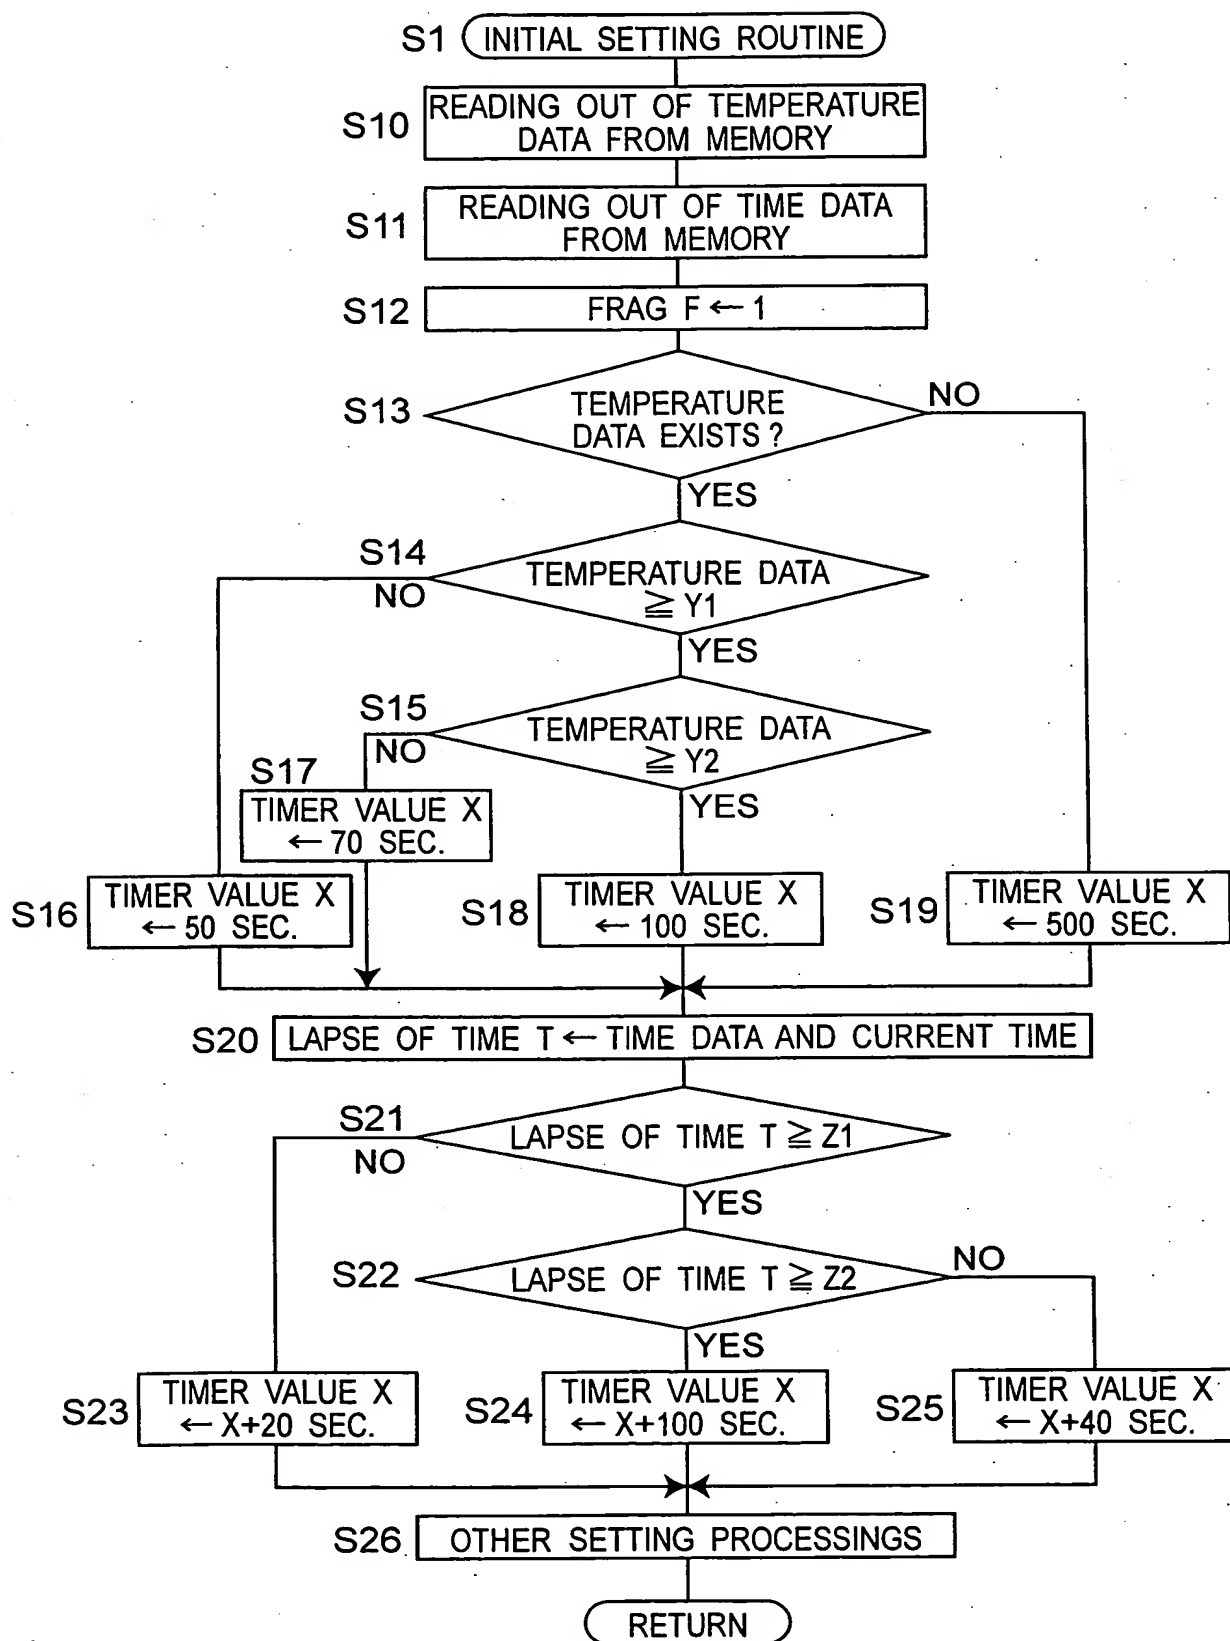 S1 INITIAL SETTING ROUTINE
S10
READING OUT OF TEMPERATURE
DATA FROM MEMORY
S11
READING OUT OF TIME DATA
FROM MEMORY
S12 FRAG F ← 1
S13
TEMPERATURE
DATA EXISTS ?
NO
YES
S14
NO
TEMPERATURE DATA
≧ Y1
YES
S15
NO
TEMPERATURE DATA
≧ Y2
YES
S17
TIMER VALUE X
← 70 SEC.
S16
TIMER VALUE X
← 50 SEC.
S18
TIMER VALUE X
← 100 SEC.
S19
TIMER VALUE X
← 500 SEC.
S20 LAPSE OF TIME T ← TIME DATA AND CURRENT TIME
S21
NO
LAPSE OF TIME T ≧ Z1
YES
S22
LAPSE OF TIME T ≧ Z2
NO
YES
S23
TIMER VALUE X
← X+20 SEC.
S24
TIMER VALUE X
← X+100 SEC.
S25
TIMER VALUE X
← X+40 SEC.
S26 OTHER SETTING PROCESSINGS
RETURN